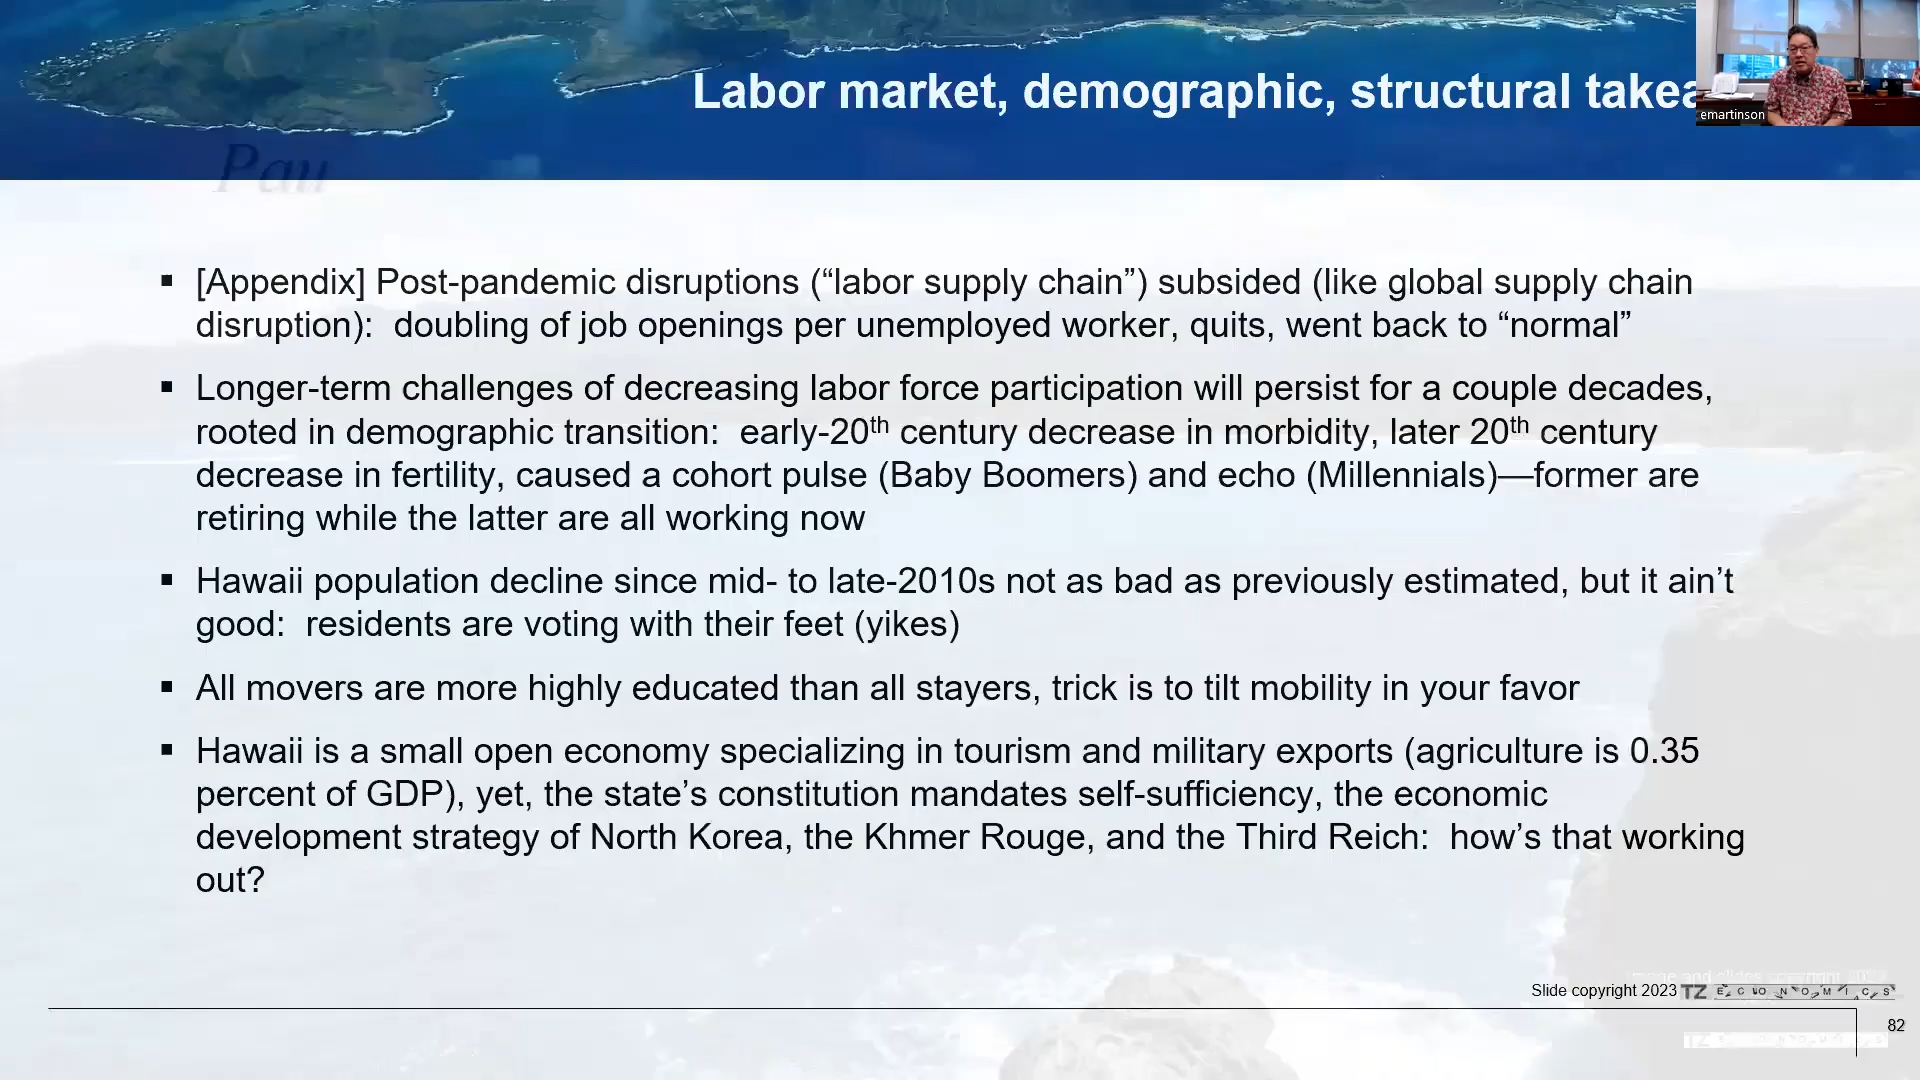 Labor market, demographic, structural takea
emartinson
Pau
▪ [Appendix] Post-pandemic disruptions (“labor supply chain”) subsided (like global supply chain
disruption):  doubling of job openings per unemployed worker, quits, went back to “normal”
▪ Longer-term challenges of decreasing labor force participation will persist for a couple decades,
rooted in demographic transition:  early-20th century decrease in morbidity, later 20th century
decrease in fertility, caused a cohort pulse (Baby Boomers) and echo (Millennials)—former are
retiring while the latter are all working now
▪ Hawaii population decline since mid- to late-2010s not as bad as previously estimated, but it ain’t
good:  residents are voting with their feet (yikes)
▪ All movers are more highly educated than all stayers, trick is to tilt mobility in your favor
▪ Hawaii is a small open economy specializing in tourism and military exports (agriculture is 0.35
percent of GDP), yet, the state’s constitution mandates self-sufficiency, the economic
development strategy of North Korea, the Khmer Rouge, and the Third Reich:  how’s that working
out?
and slides copyright
Slide copyright 2023 TZ ECONOMICS
82
TZ